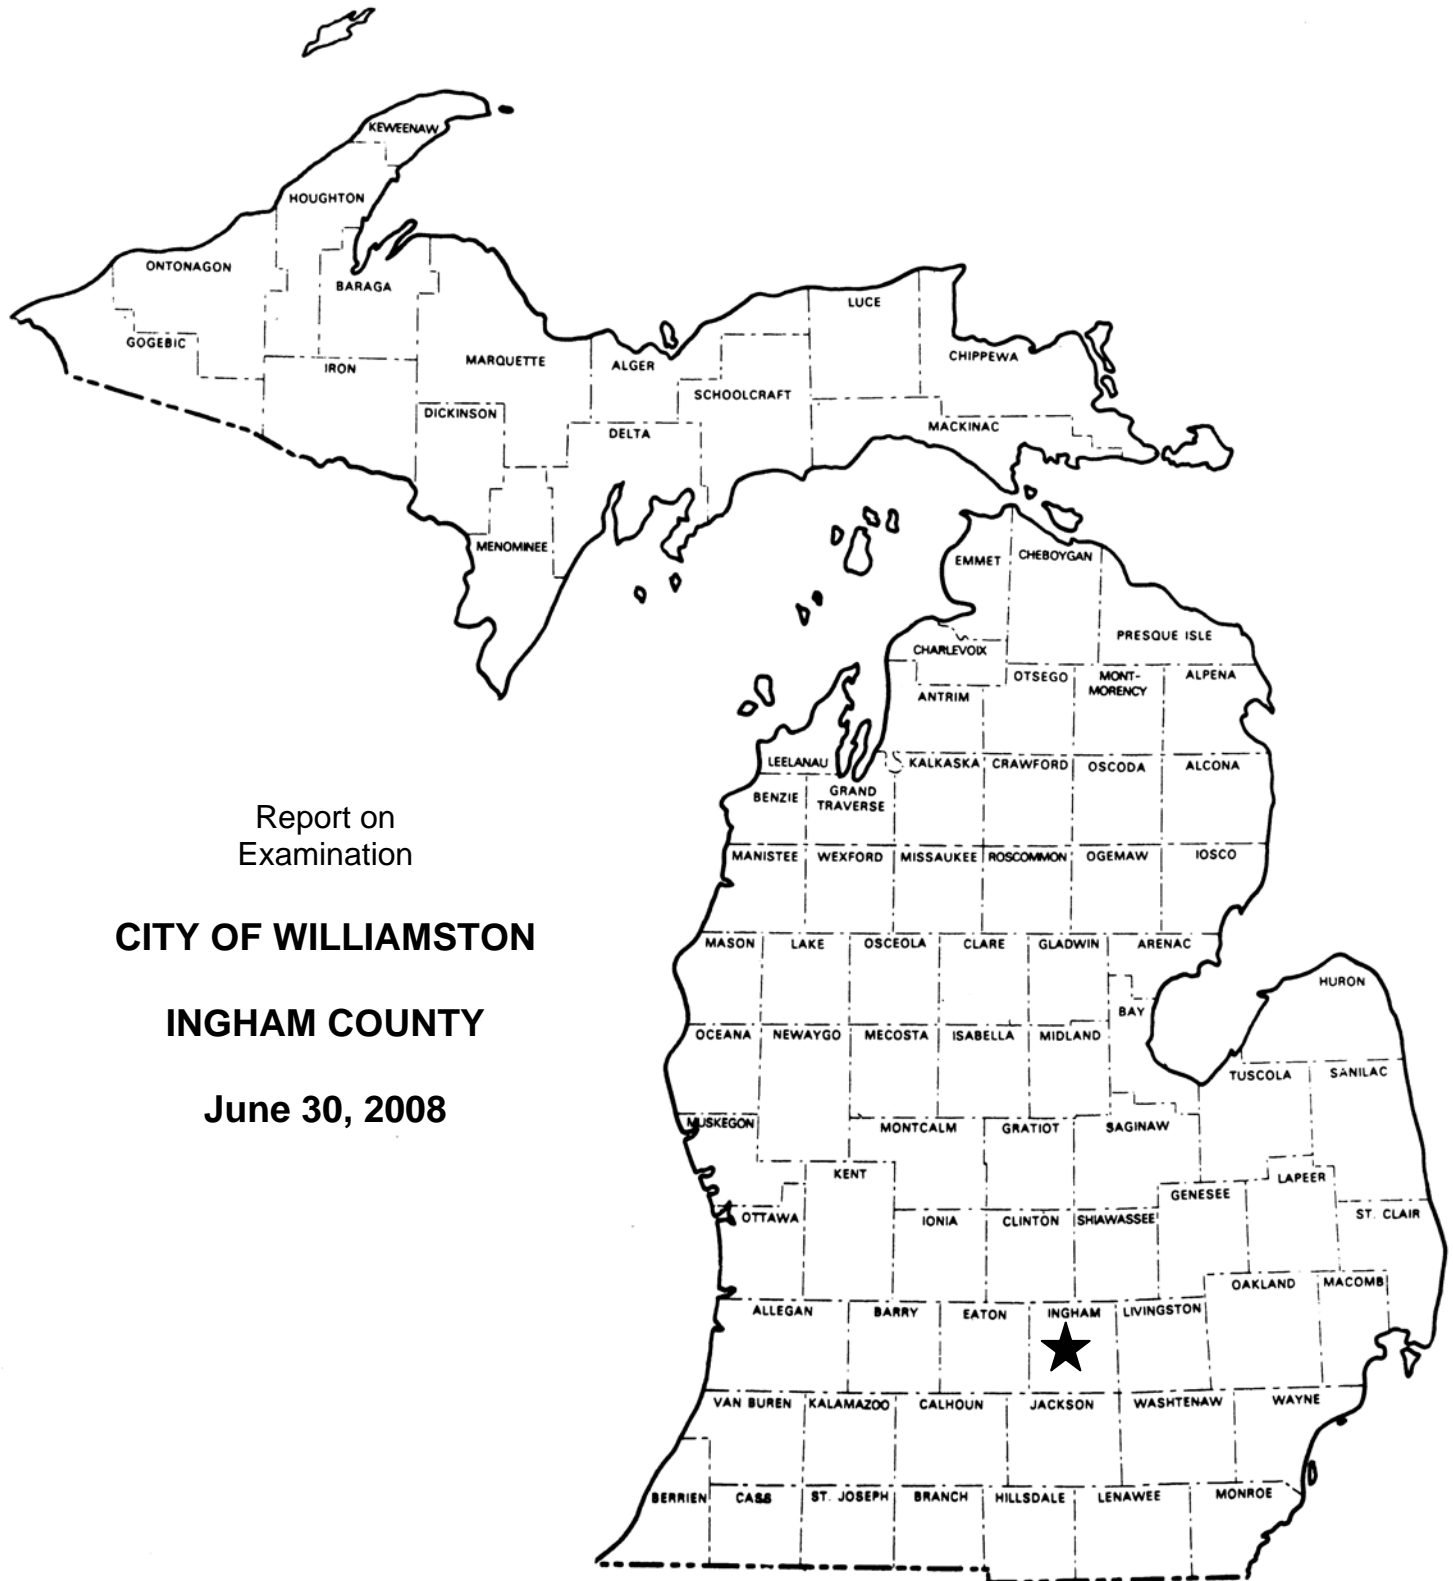 KEWEENAW
HOUGHTON
ONTONAGON
BARAGA
LUCE
GOGEBIC
MARQUETTE
ALGER
CHIPPEWA
IRON
SCHOOLCRAFT
DICKINSON
MACKINAC
DELTA
MENOMINEE
EMMET
CHEBOYGAN
PRESQUE ISLE
CHARLEVOIX
OTSEGO
MONT-
MORENCY
ALPENA
ANTRIM
LEELANAU
KALKASKA
CRAWFORD
OSCODA
ALCONA
BENZIE
GRAND
TRAVERSE
Report on
Examination
MANISTEE
WEXFORD
MISSAUKEE
ROSCOMMON
OGEMAW
IOSCO
CITY OF WILLIAMSTON
MASON
LAKE
OSCEOLA
CLARE
GLADWIN
ARENAC
HURON
BAY
INGHAM COUNTY
OCEANA
NEWAYGO
MECOSTA
ISABELLA
MIDLAND
TUSCOLA
SANILAC
June 30, 2008
MUSKEGON
MONTCALM
GRATIOT
SAGINAW
KENT
GENESEE
LAPEER
OTTAWA
IONIA
CLINTON
SHIAWASSEE
ST. CLAIR
OAKLAND
MACOMB
ALLEGAN
BARRY
EATON
INGHAM
LIVINGSTON
VAN BUREN
KALAMAZOO
CALHOUN
JACKSON
WASHTENAW
WAYNE
BERRIEN
CASS
ST. JOSEPH
BRANCH
HILLSDALE
LENAWEE
MONROE